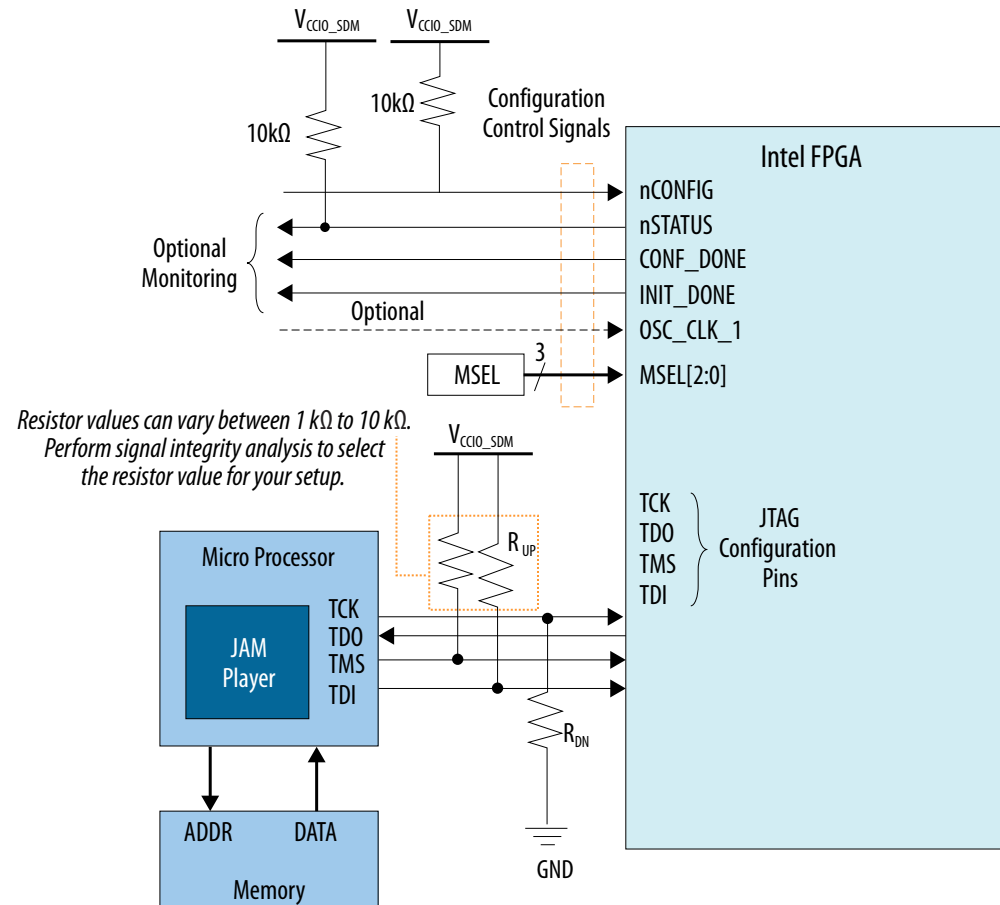 VCCIO_SDM
VCCIO_SDM
10kΩ
10kΩ
Configuration
Control Signals
Intel FPGA
nCONFIG
nSTATUS
CONF_DONE
INIT_DONE
OSC_CLK_1
MSEL[2:0]
Optional
Monitoring
Optional
MSEL
3
Resistor values can vary between 1 kΩ to 10 kΩ.
Perform signal integrity analysis to select
the resistor value for your setup.
VCCIO_SDM
RUP
TCK
TDO
TMS
TDI
JTAG
Configuration
Pins
Micro Processor
JAM
Player
TCK
TDO
TMS
TDI
RDN
GND
ADDR
DATA
Memory